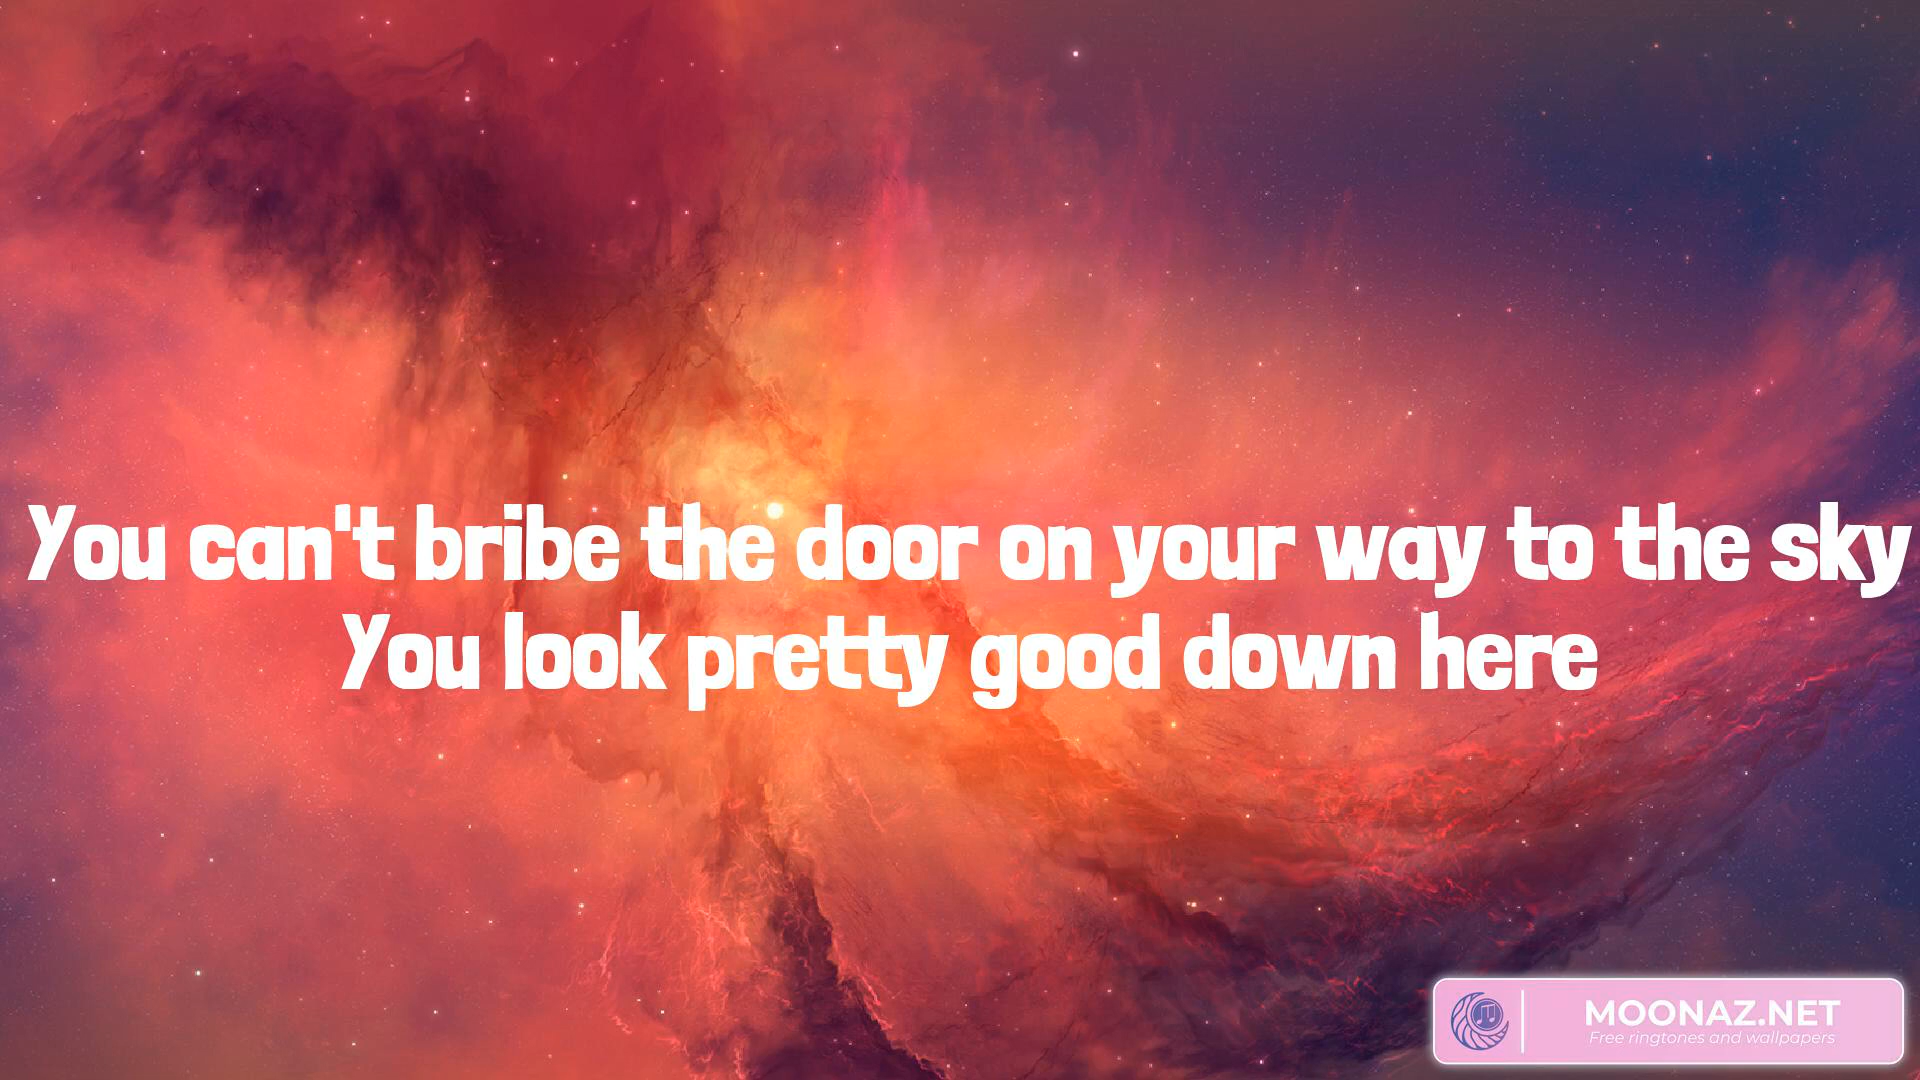 You can't bribe the door on your way to the sky
You look pretty good down here
MOONAZ.NET
Free ringtones and wallpapers